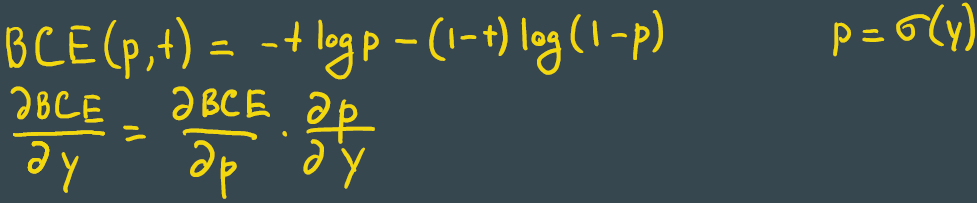 BCE(p,t) = -t log p - (1-t) log(1-p) p = σ(y)
∂BCE/∂y = ∂BCE/∂p · ∂p/∂y